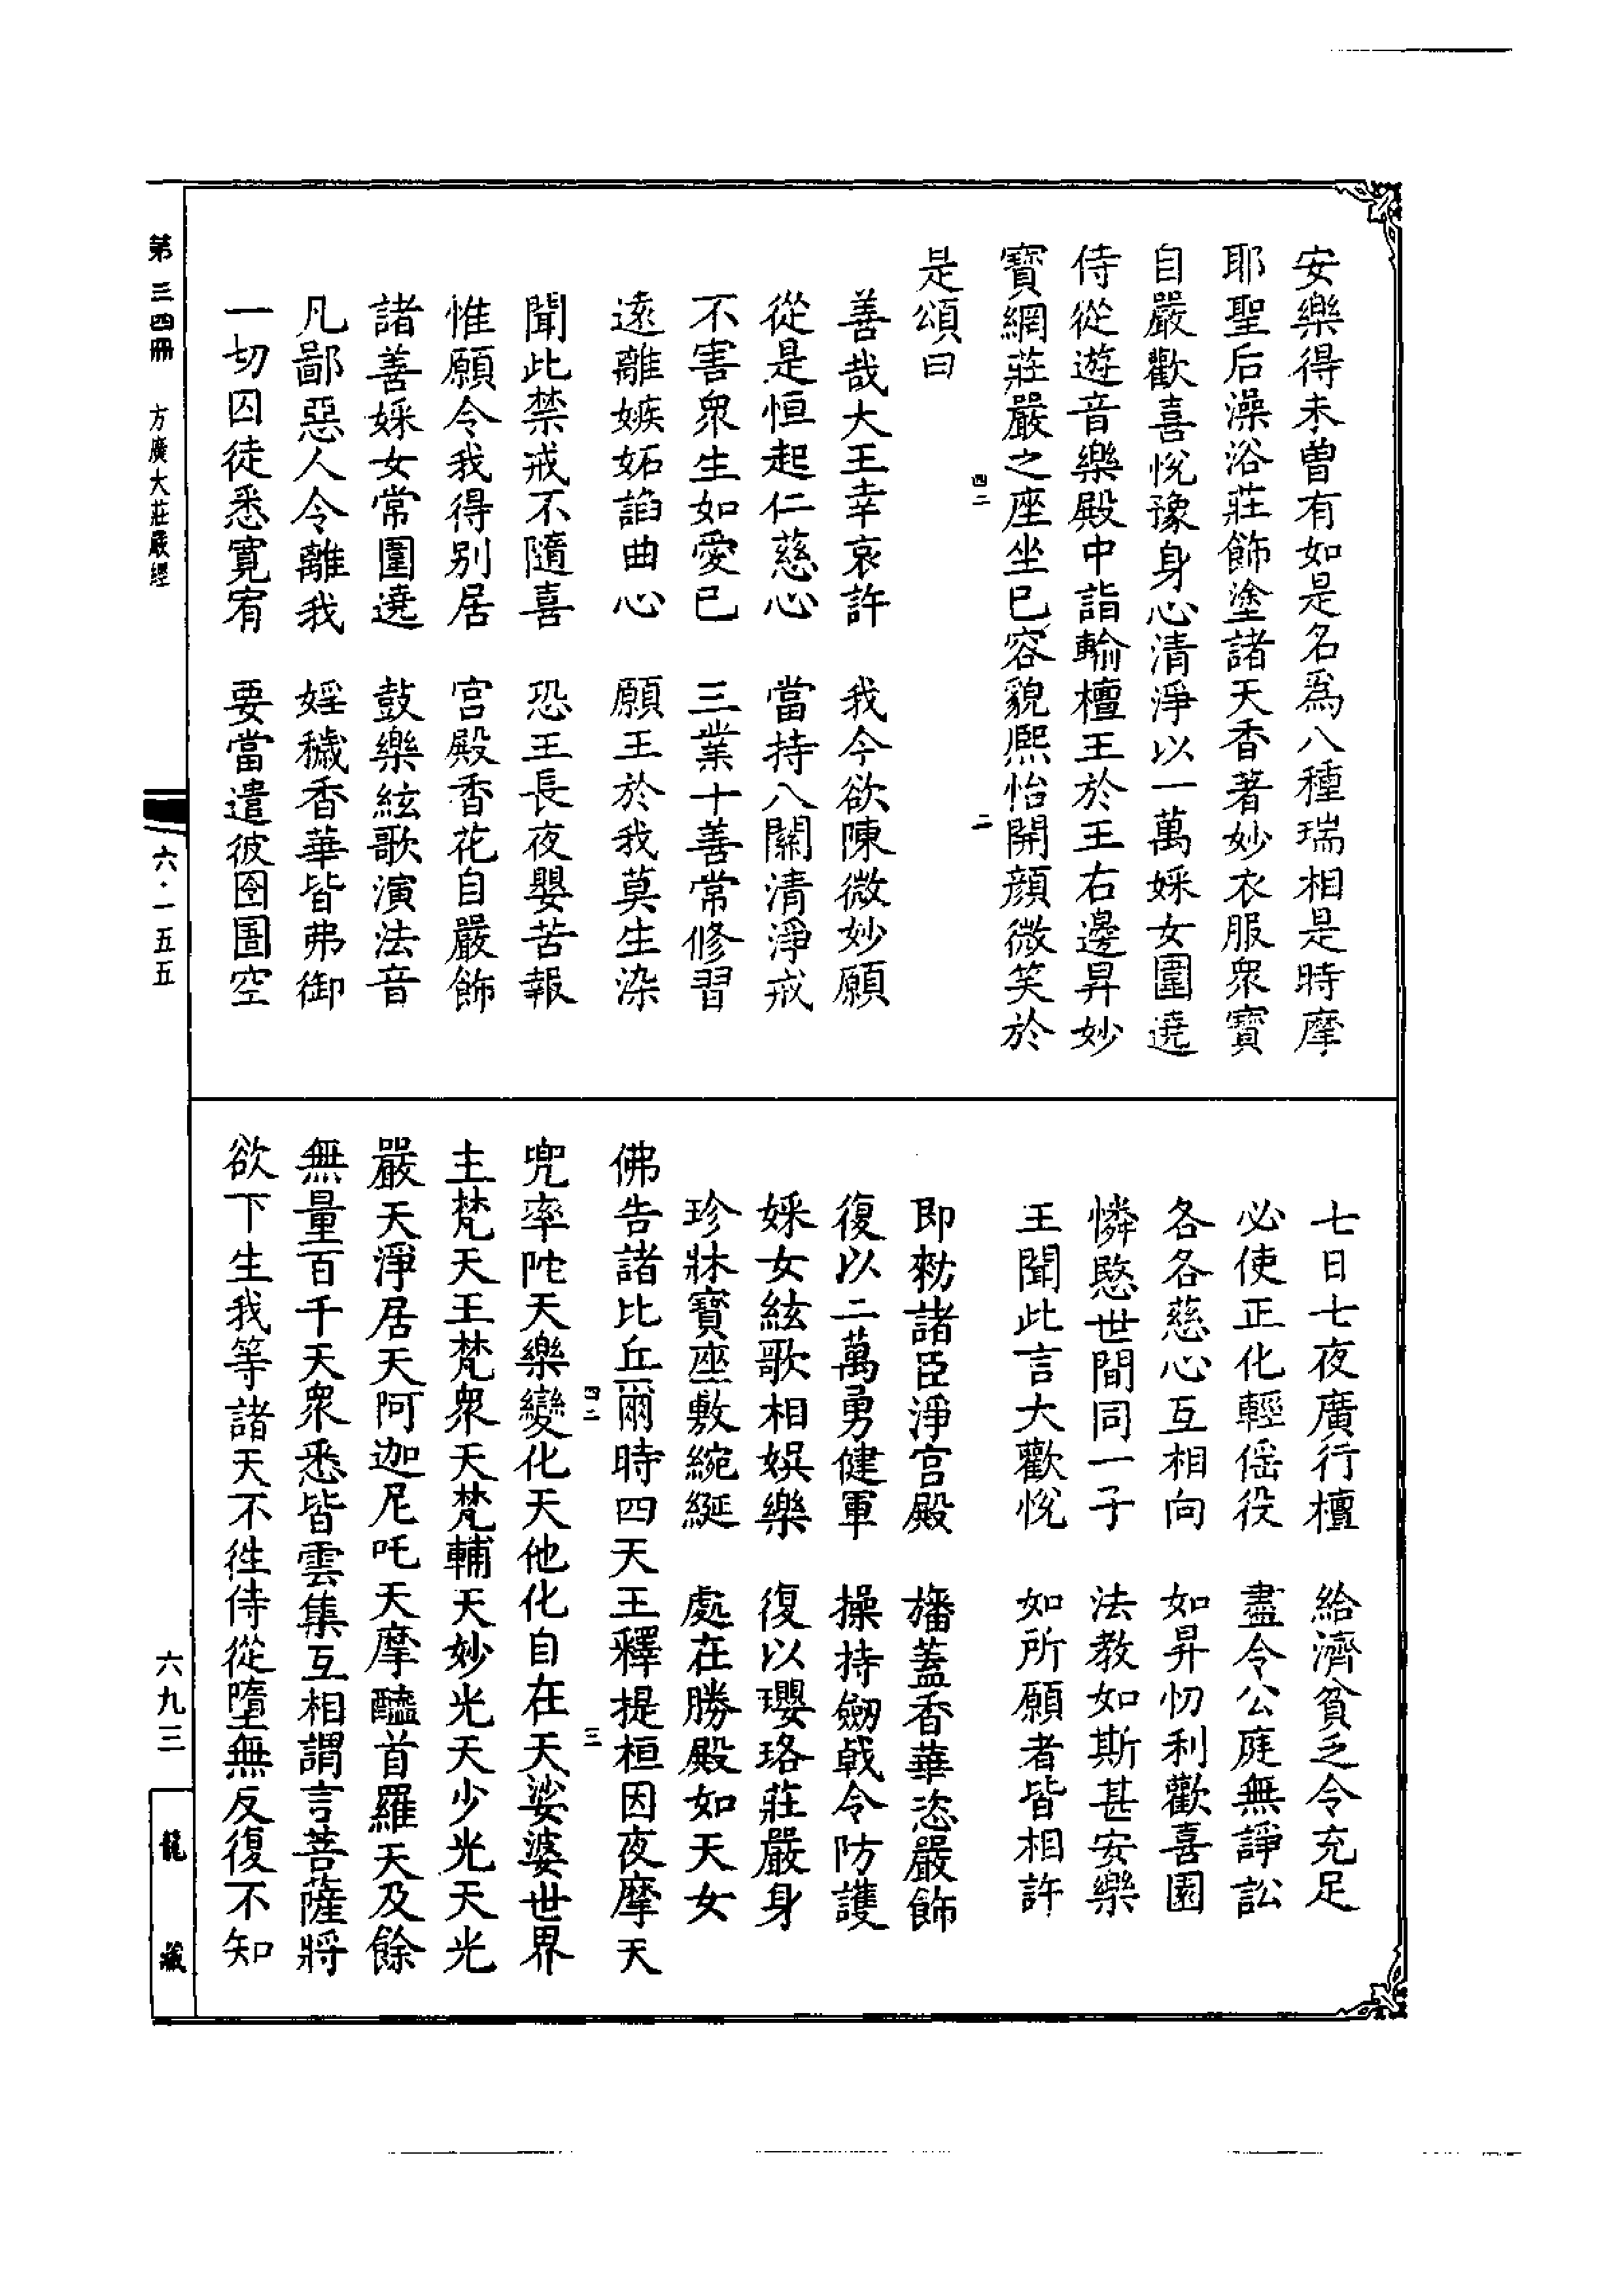 安樂得未曾有如是名爲八種瑞相是時摩
耶聖后澡浴莊飾塗諸天香著妙衣服衆寶
自嚴歡喜悅豫身心清淨以一萬婇女圍遶
侍從遊音樂殿中詣輸檀王於王右邊昇妙
寶網莊嚴之座坐已容貌熙怡開顔微笑於
四二 二
是頌曰
善哉大王幸哀許 我今欲陳微妙願
從是恒起仁慈心 當持八關清淨戒
不害衆生如愛己 三業十善常修習
遠離嫉妬諂曲心 願王於我莫生染
聞此禁戒不隨喜 恐王長夜嬰苦報
惟願令我得别居 宮殿香花自嚴飾
諸善婇女常圍遶 鼓樂絃歌演法音
凡鄙惡人令離我 婬穢香華皆弗御
一切囚徒悉寬宥 要當遣彼囹圄空
七日七夜廣行檀 給濟貧乏令充足
必使正化輕傜役 盡令公庭無諍訟
各各慈心互相向 如昇忉利歡喜園
憐愍世間同一子 法教如斯甚安樂
王聞此言大歡悅 如所願者皆相許
即勑諸臣淨宮殿 旛蓋香華恣嚴飾
復以二萬勇健軍 操持劒戟令防護
婇女絃歌相娛樂 復以瓔珞莊嚴身
珍牀寶座敷綩綖 處在勝殿如天女
佛告諸比丘爾時四天王釋提桓因夜摩天
四二 三
兜率陀天樂變化天他化自在天娑婆世界
主梵天王梵衆天梵輔天妙光天少光天光
嚴天淨居天阿迦尼吒天摩醯首羅天及餘
無量百千天衆悉皆雲集互相謂言菩薩將
欲下生我等諸天不徃侍從墮無反復不知
第三四冊 方廣大莊嚴經
六·一五五
六九三
龍藏